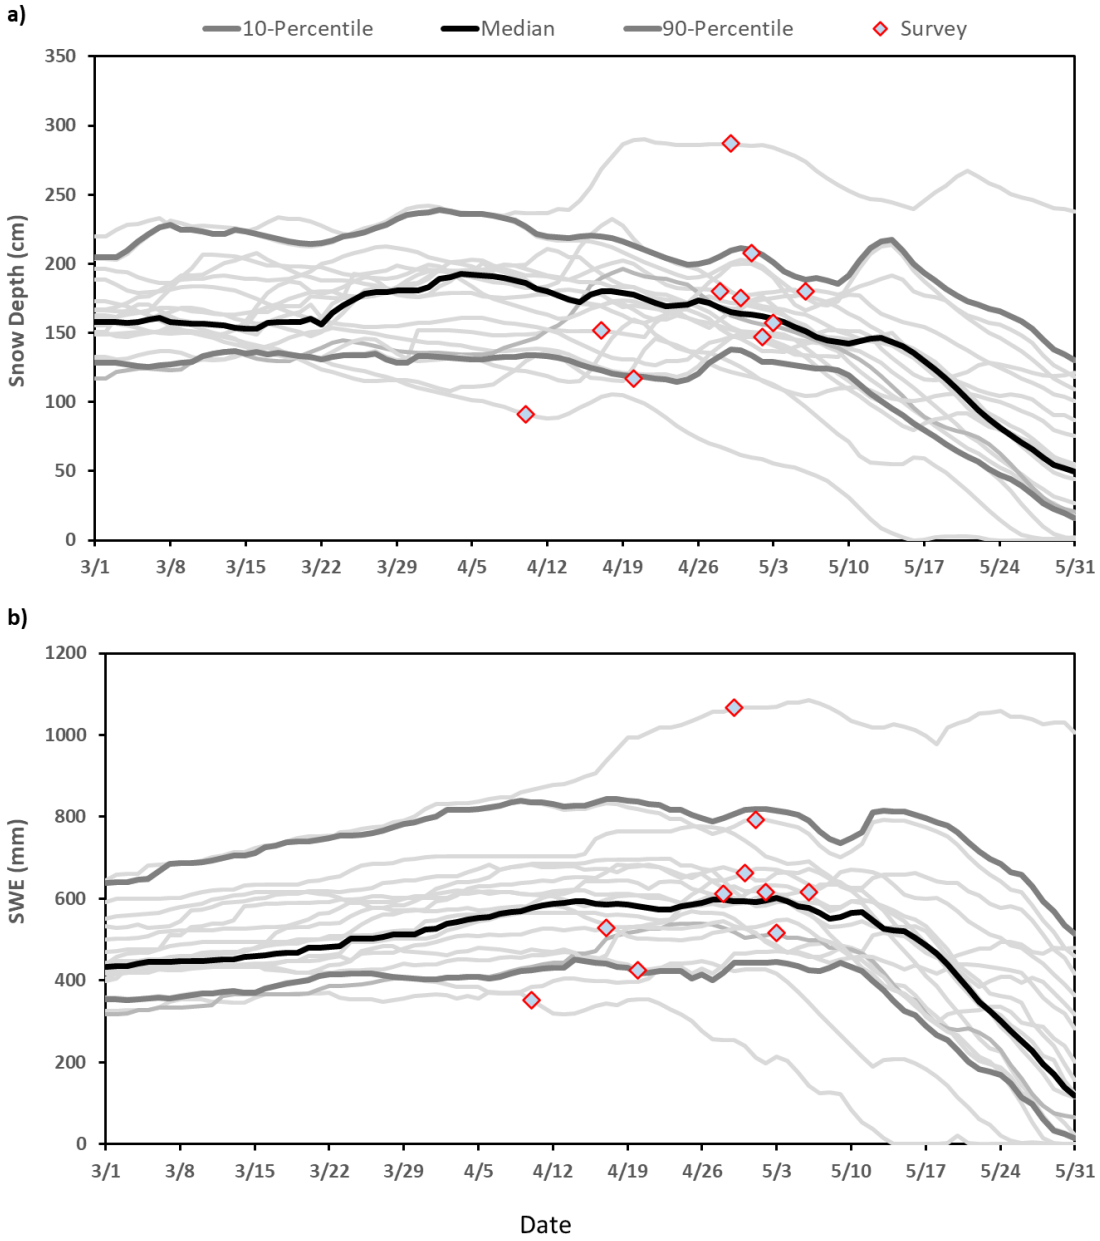 a)
10-Percentile Median 90-Percentile Survey
350
300
250
200
150
100
50
0
Snow Depth (cm)
3/1 3/8 3/15 3/22 3/29 4/5 4/12 4/19 4/26 5/3 5/10 5/17 5/24 5/31
b)
1200
1000
800
600
400
200
0
SWE (mm)
3/1 3/8 3/15 3/22 3/29 4/5 4/12 4/19 4/26 5/3 5/10 5/17 5/24 5/31
Date